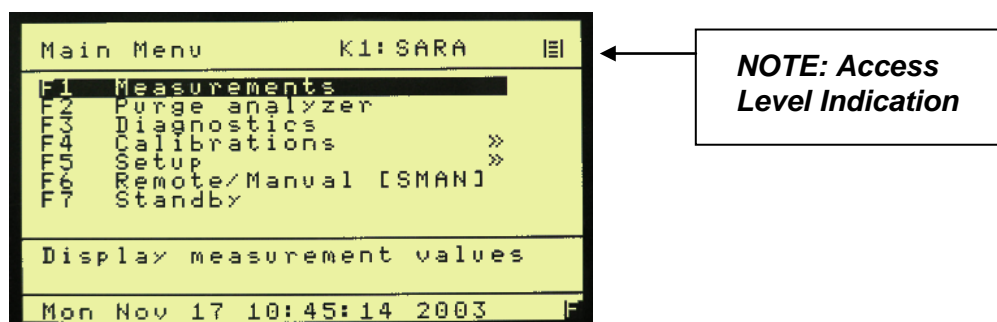 Main Menu K1:SARA
F1 Measurements
F2 Purge analyzer
F3 Diagnostics
F4 Calibrations »
F5 Setup »
F6 Remote/Manual [SMAN]
F7 Standby
Display measurement values
Mon Nov 17 10:45:14 2003 F
NOTE: Access
Level Indication